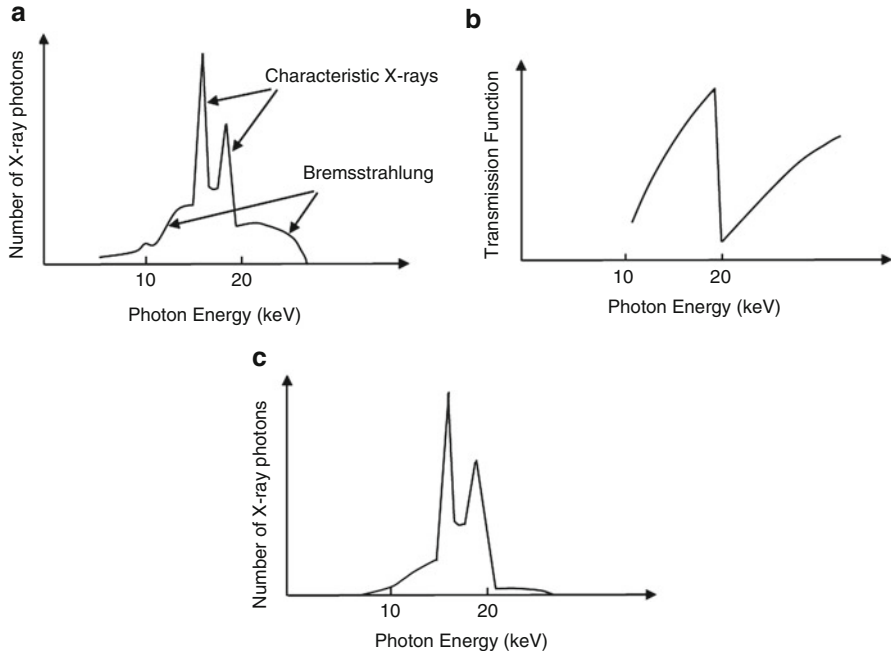 a
Number of X-ray photons
Characteristic X-rays
Bremsstrahlung
10 20
Photon Energy (keV)
b
Transmission Function
10 20
Photon Energy (keV)
c
Number of X-ray photons
10 20
Photon Energy (keV)